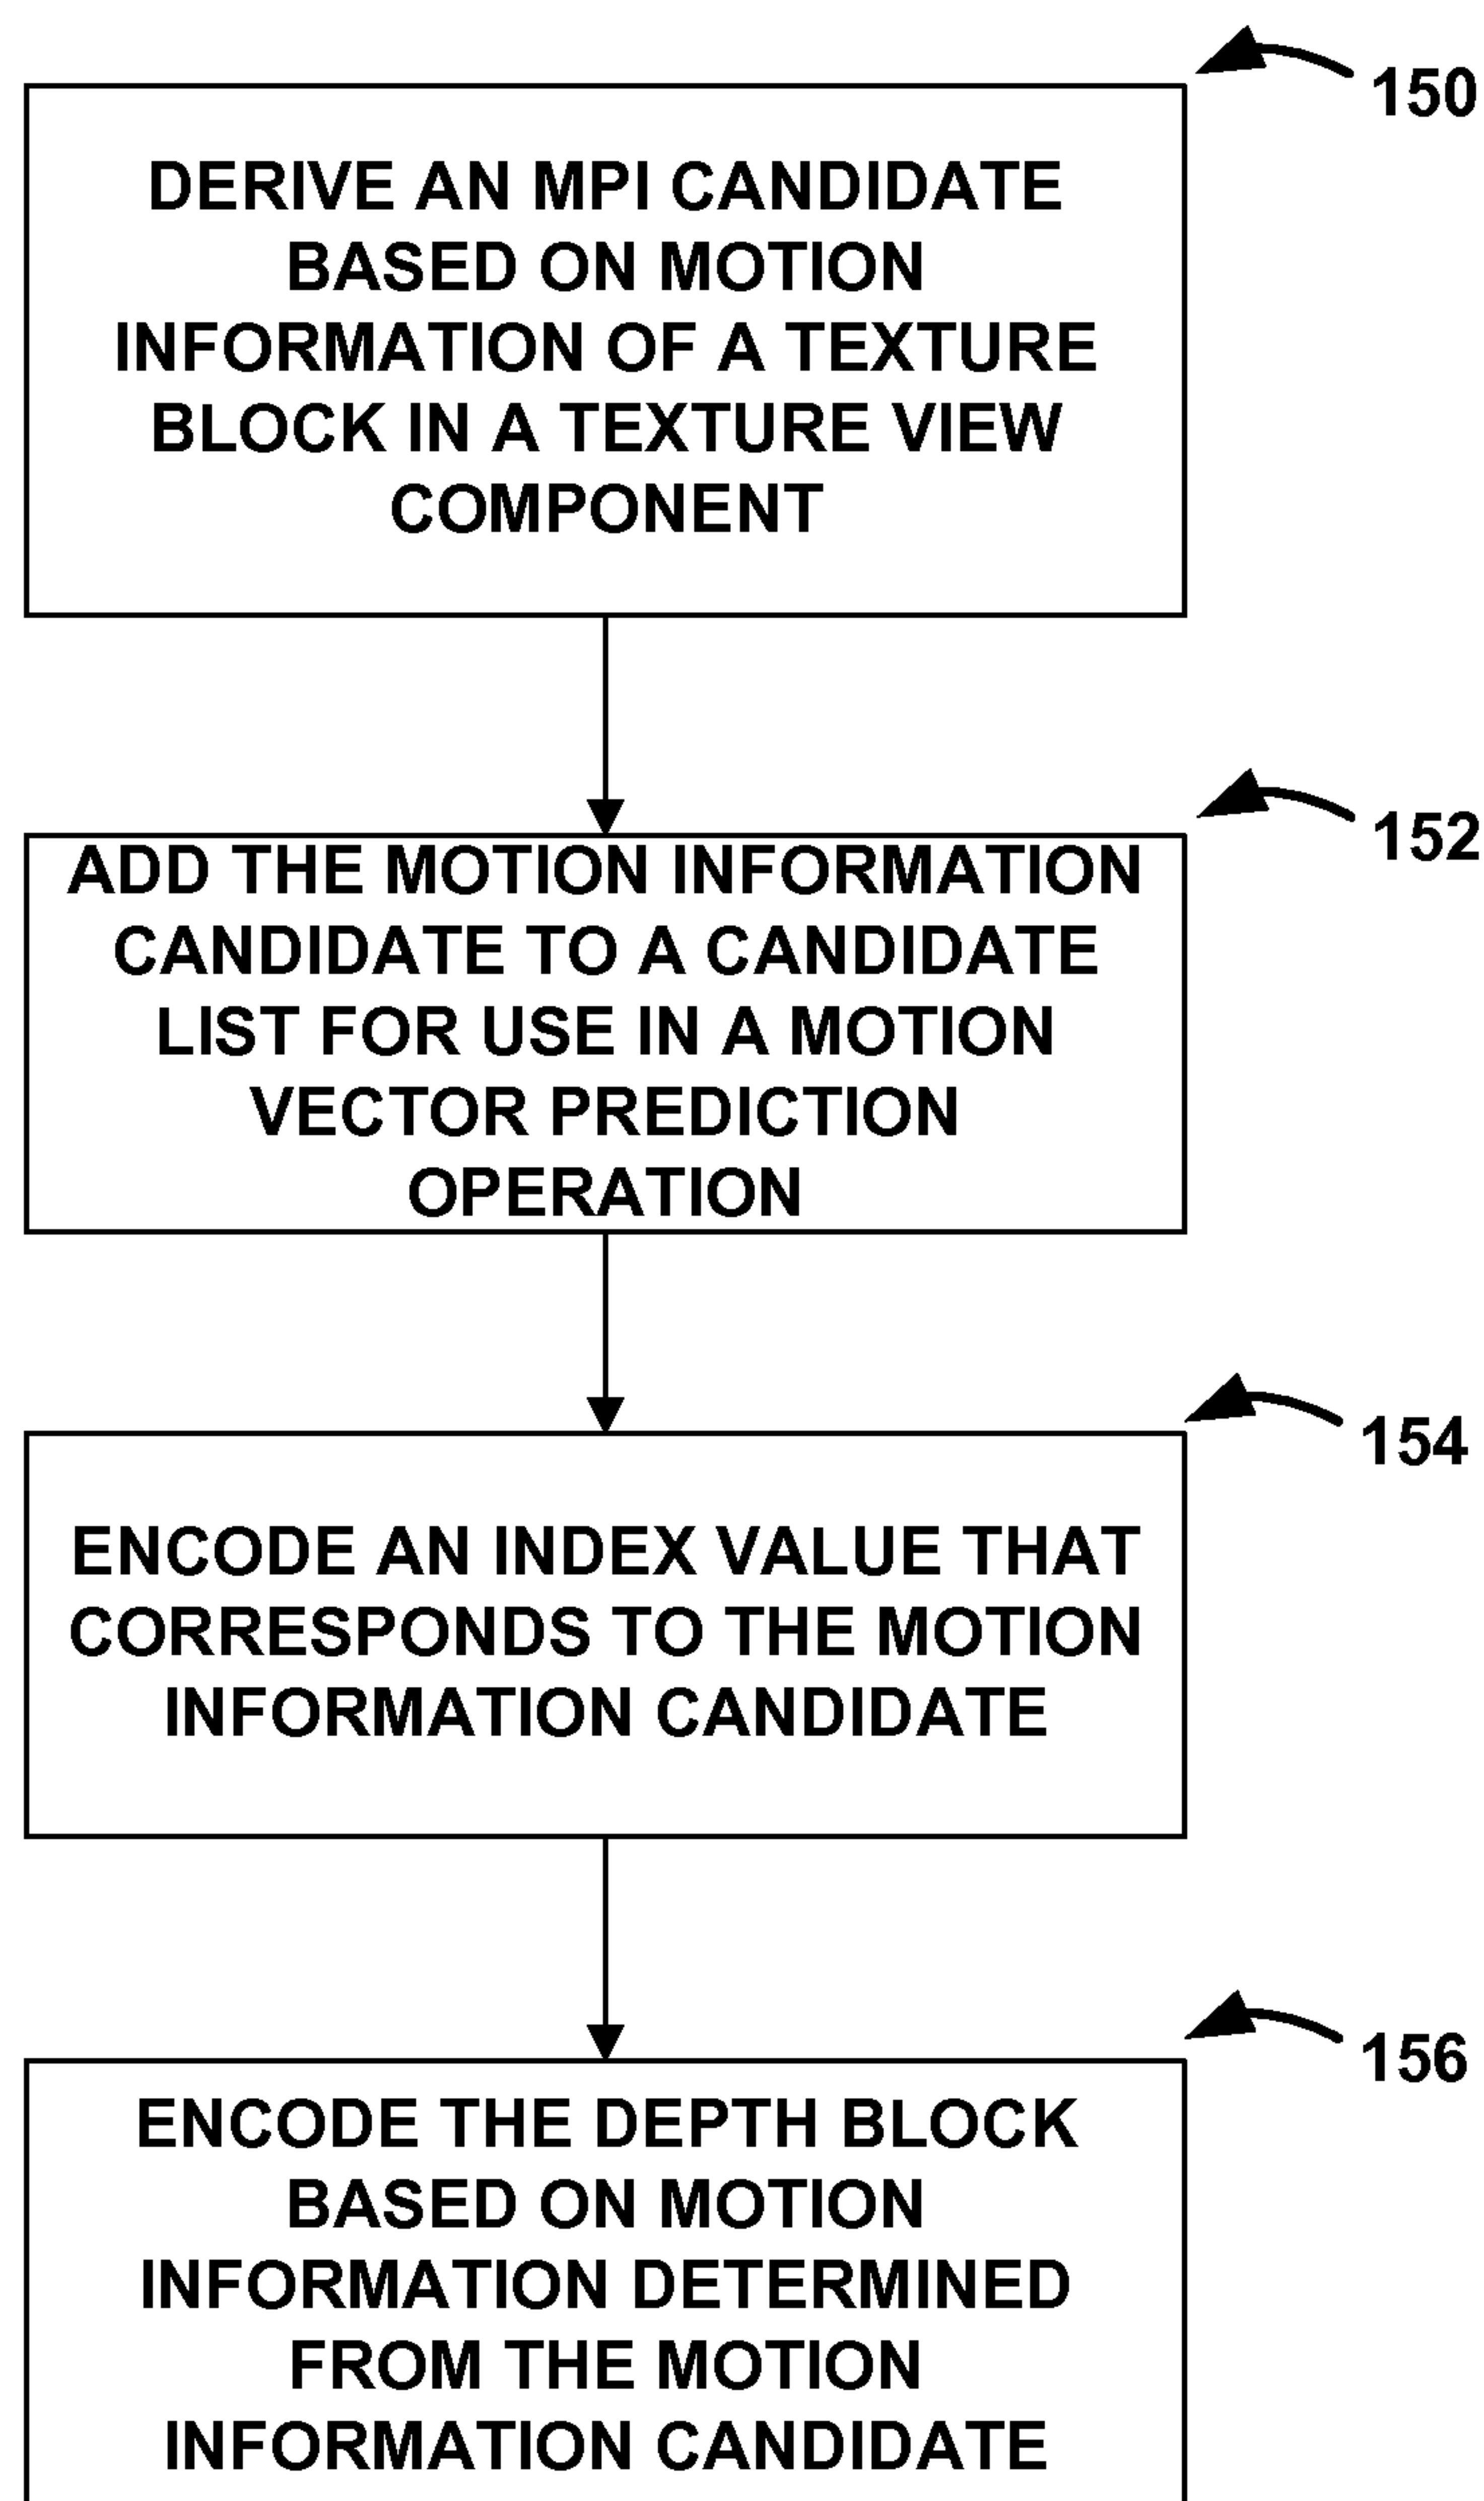 150
DERIVE AN MPI CANDIDATE
BASED ON MOTION
INFORMATION OF A TEXTURE
BLOCK IN A TEXTURE VIEW
COMPONENT
152
ADD THE MOTION INFORMATION
CANDIDATE TO A CANDIDATE
LIST FOR USE IN A MOTION
VECTOR PREDICTION
OPERATION
154
ENCODE AN INDEX VALUE THAT
CORRESPONDS TO THE MOTION
INFORMATION CANDIDATE
156
ENCODE THE DEPTH BLOCK
BASED ON MOTION
INFORMATION DETERMINED
FROM THE MOTION
INFORMATION CANDIDATE